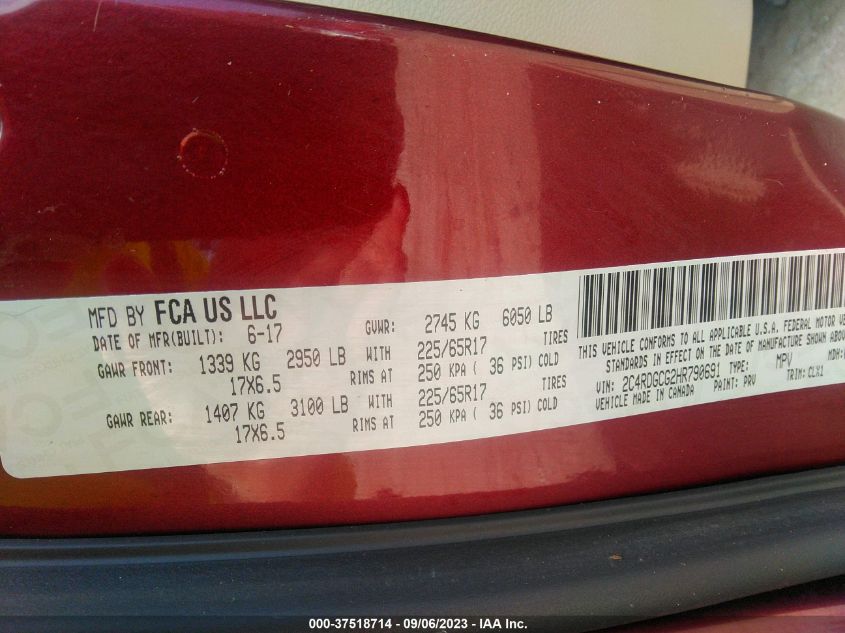 MFD BY FCA US LLC
DATE OF MFR(BUILT): 6-17 GVWR: 2745 KG 6050 LB
GAWR FRONT: 1339 KG 2950 LB WITH 225/65R17 TIRES
17X6.5 RIMS AT 250 KPA ( 36 PSI) COLD
GAWR REAR: 1407 KG 3100 LB WITH 225/65R17 TIRES
17X6.5 RIMS AT 250 KPA ( 36 PSI) COLD
THIS VEHICLE CONFORMS TO ALL APPLICABLE U.S.A. FEDERAL MOTOR
STANDARDS IN EFFECT ON THE DATE OF MANUFACTURE SHOWN
VIN: 2C4RDGCG2HR790691 TYPE: MPV MDH:
VEHICLE MADE IN CANADA PAINT: PRV TRIM: CLX1
000-37518714 - 09/06/2023 - IAA Inc.